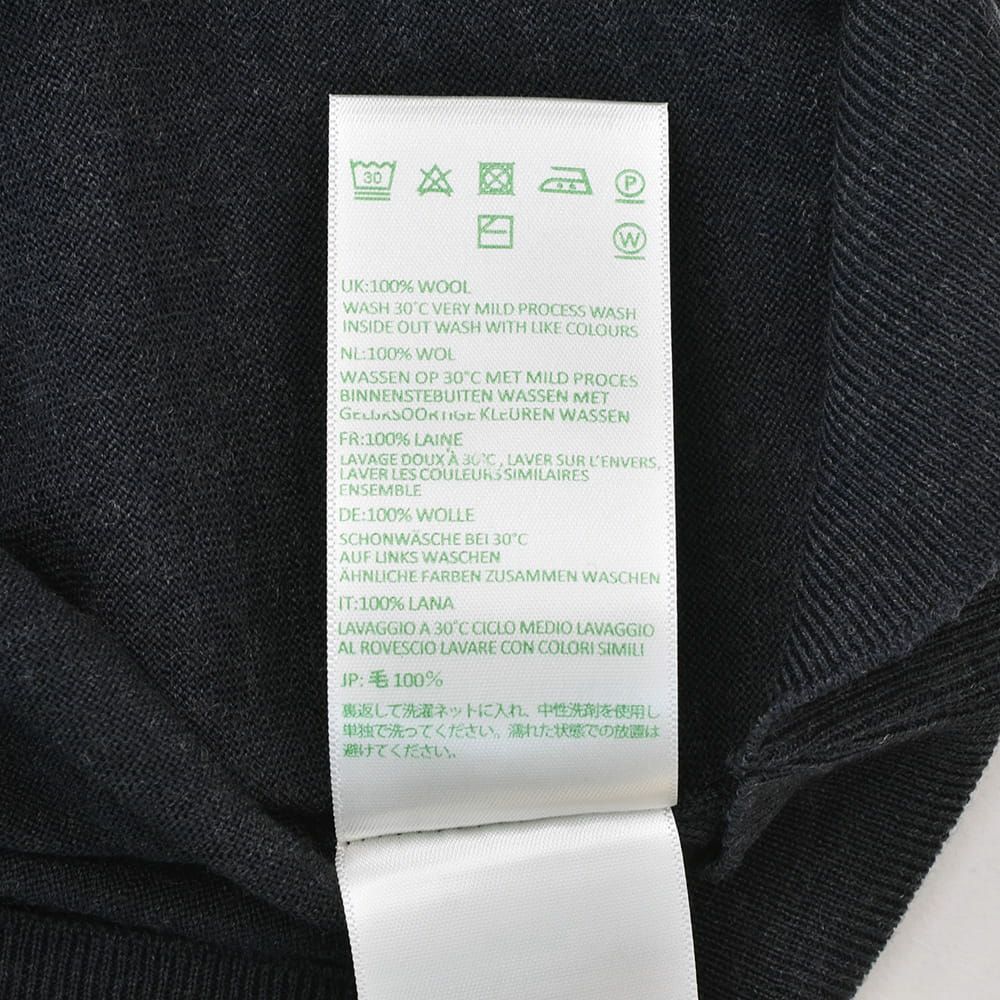 30
P
W
UK:100% WOOL
WASH 30°C VERY MILD PROCESS WASH
INSIDE OUT WASH WITH LIKE COLOURS
NL:100% WOL
WASSEN OP 30°C MET MILD PROCES
BINNENSTEBUITEN WASSEN MET
GELIJKSOORTIGE KLEUREN WASSEN
FR:100% LAINE
LAVAGE DOUX À 30°C, LAVER SUR L'ENVERS,
LAVER LES COULEURS SIMILAIRES
ENSEMBLE
DE:100% WOLLE
SCHONWÄSCHE BEI 30°C
AUF LINKS WASCHEN
ÄHNLICHE FARBEN ZUSAMMEN WASCHEN
IT:100% LANA
LAVAGGIO A 30°C CICLO MEDIO LAVAGGIO
AL ROVESCIO LAVARE CON COLORI SIMILI
JP: 毛 100%
裏返して洗濯ネットに入れ、中性洗剤を使用し
単独で洗ってください。濡れた状態での放置は
避けてください。